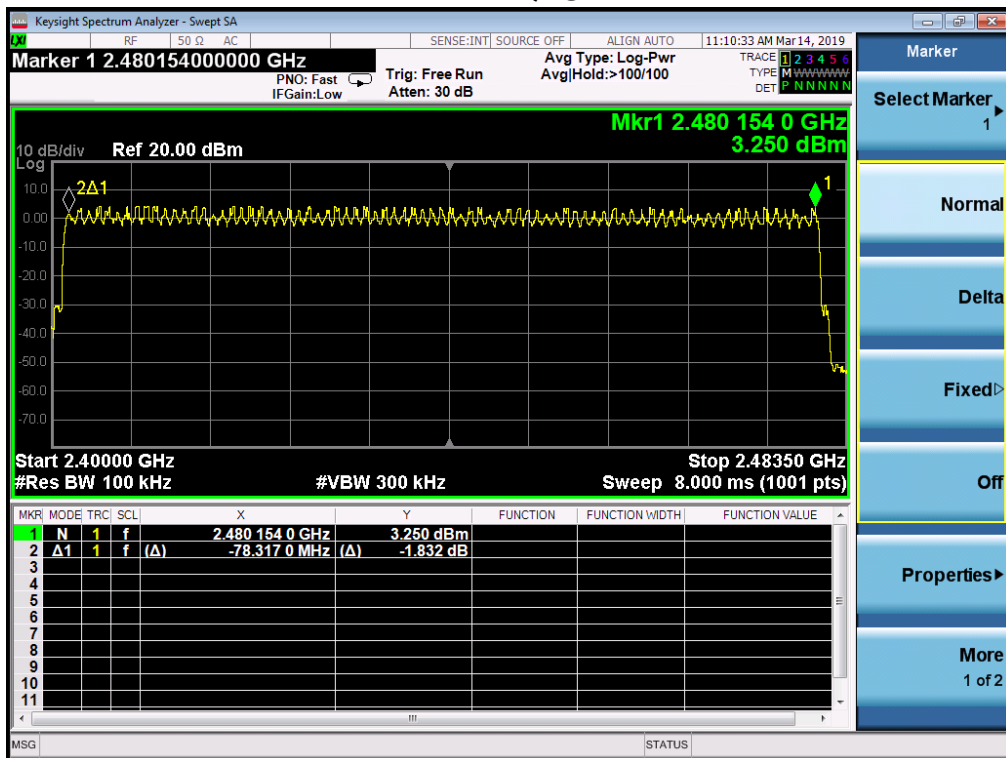 Keysight Spectrum Analyzer - Swept SA
LXI RF 50 Ω AC SENSE:INT SOURCE OFF ALIGN AUTO 11:10:33 AM Mar 14, 2019
Marker 1 2.480154000000 GHz
PNO: Fast
IFGain:Low
Trig: Free Run
Atten: 30 dB
Avg Type: Log-Pwr
Avg|Hold:>100/100
TRACE 1 2 3 4 5 6
TYPE M WWWWW
DET P N N N N N
Mkr1 2.480 154 0 GHz
3.250 dBm
10 dB/div Ref 20.00 dBm
Log
10.0
0.00
-10.0
-20.0
-30.0
-40.0
-50.0
-60.0
-70.0
2Δ1
1
Start 2.40000 GHz Stop 2.48350 GHz
#Res BW 100 kHz #VBW 300 kHz Sweep 8.000 ms (1001 pts)
MKR MODE TRC SCL X Y FUNCTION FUNCTION WIDTH FUNCTION VALUE
1 N 1 f 2.480 154 0 GHz 3.250 dBm
2 Δ1 1 f (Δ) -78.317 0 MHz (Δ) -1.832 dB
3
4
5
6
7
8
9
10
11
MSG STATUS
Marker
Select Marker
1
Normal
Delta
Fixed
Off
Properties
More
1 of 2